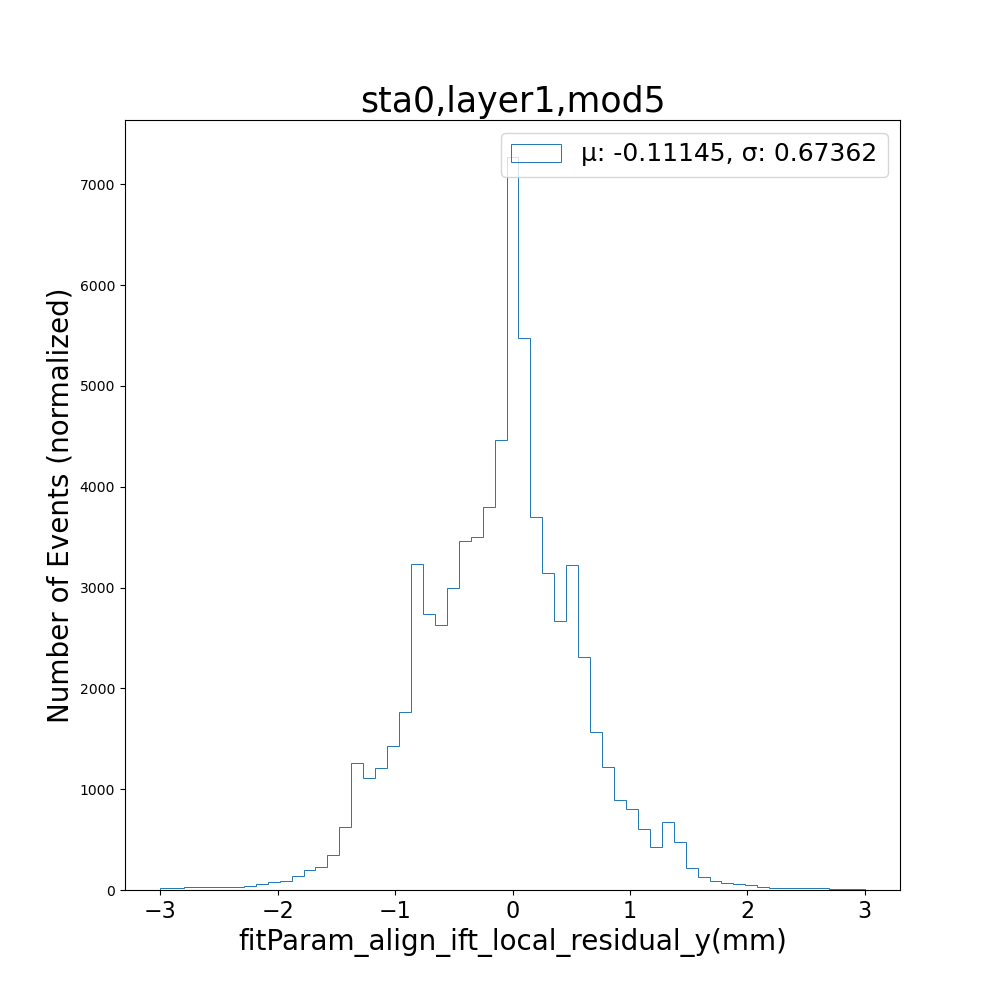 sta0,layer1,mod5
μ: -0.11145, σ: 0.67362
7000
6000
5000
4000
3000
2000
1000
0
Number of Events (normalized)
−3 −2 −1 0 1 2 3
fitParam_align_ift_local_residual_y(mm)